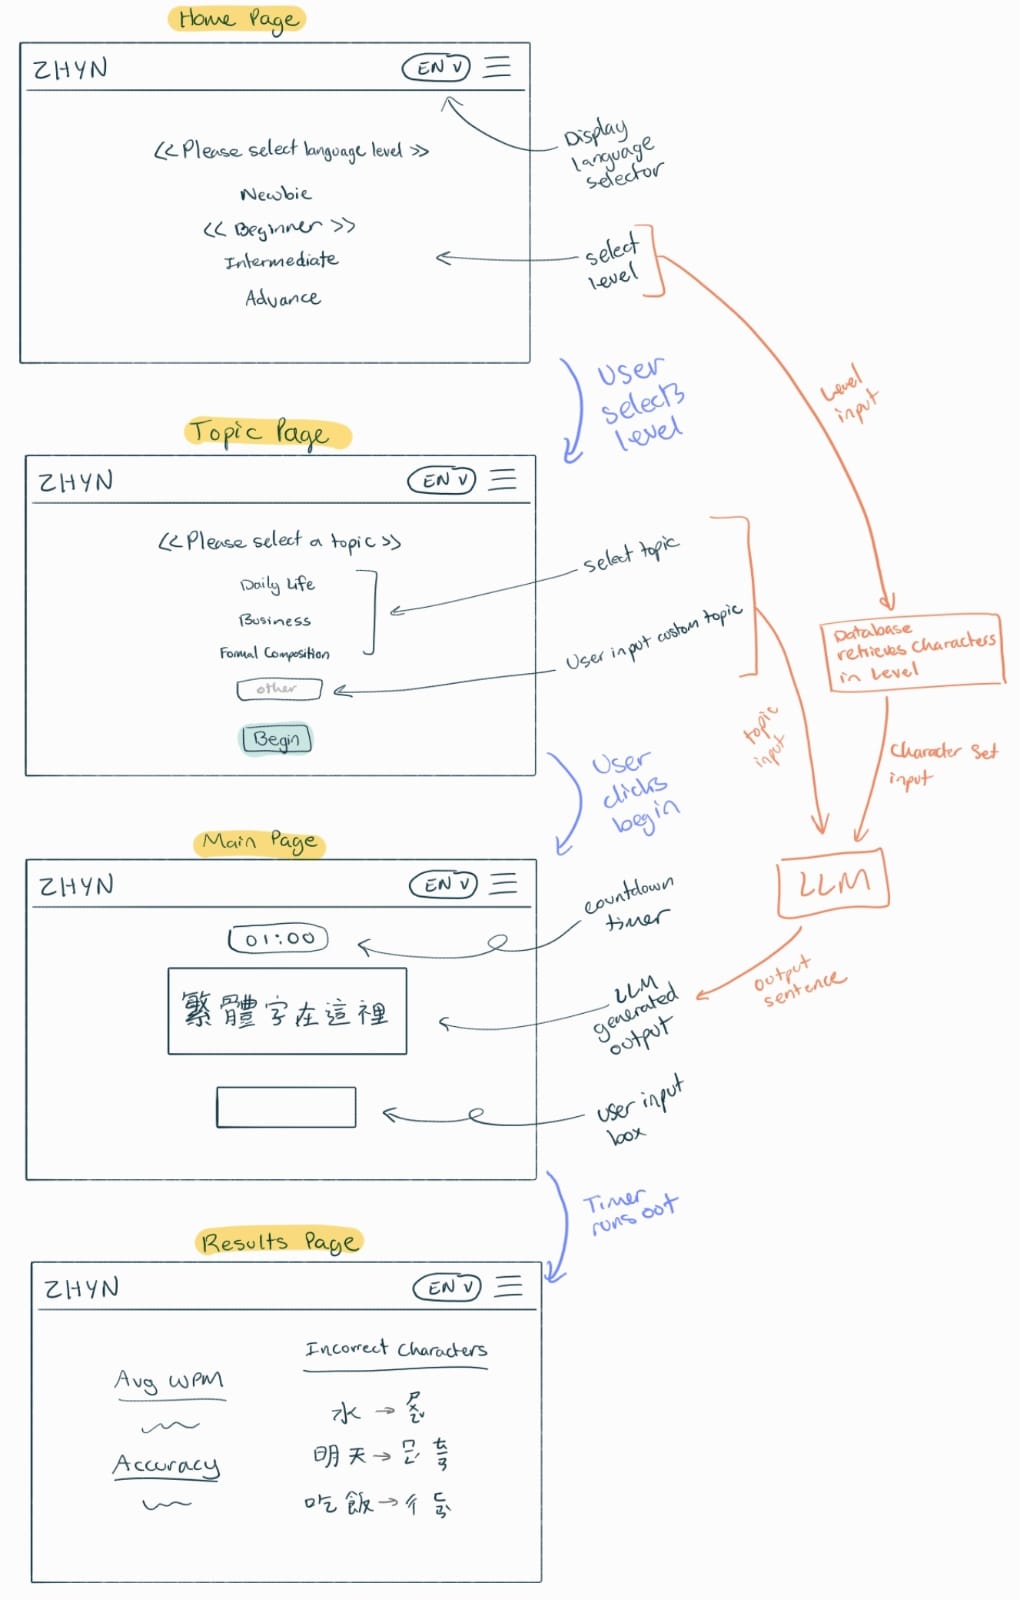 Home Page
ZHYN
EN V
<< Please select language level >>
Newbie
<< Beginner >>
Intermediate
Advance
Display
language
selector
select
level
User
selects
level
Level
input
Topic Page
ZHYN
EN V
<< Please select a topic >>
Daily Life
Business
Formal Composition
other
Begin
select topic
User input custom topic
topic
input
Database
retrieves characters
in level
Character Set
input
User
clicks
begin
LLM
output
sentence
Main Page
ZHYN
EN V
01:00
繁體字在這裡
countdown
timer
LLM
generated
output
user input
box
Timer
runs out
Results Page
ZHYN
EN V
Avg WPM
Accuracy
Incorrect Characters
水 → ㄕㄨㄟˇ
明天 →
吃飯 → ㄔ ㄈㄢˋ